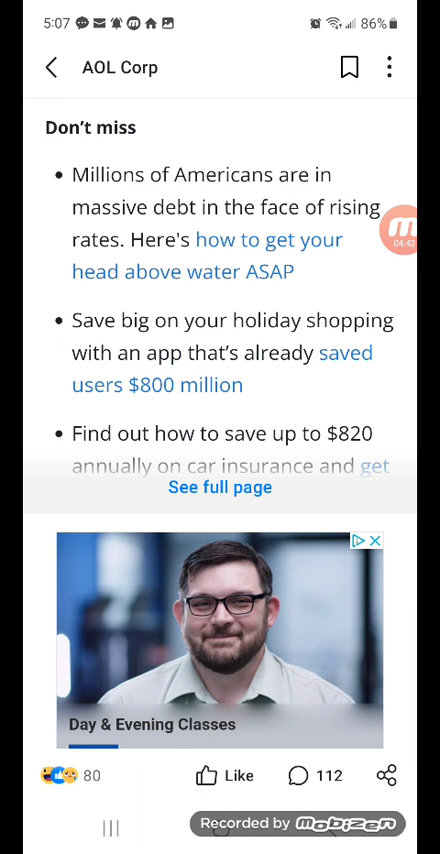 5:07 86%
AOL Corp
Don't miss
• Millions of Americans are in
massive debt in the face of rising
rates. Here's how to get your
head above water ASAP
04:43
• Save big on your holiday shopping
with an app that's already saved
users $800 million
• Find out how to save up to $820
annually on car insurance and get
See full page
Day & Evening Classes
80 Like 112
Recorded by mobizen